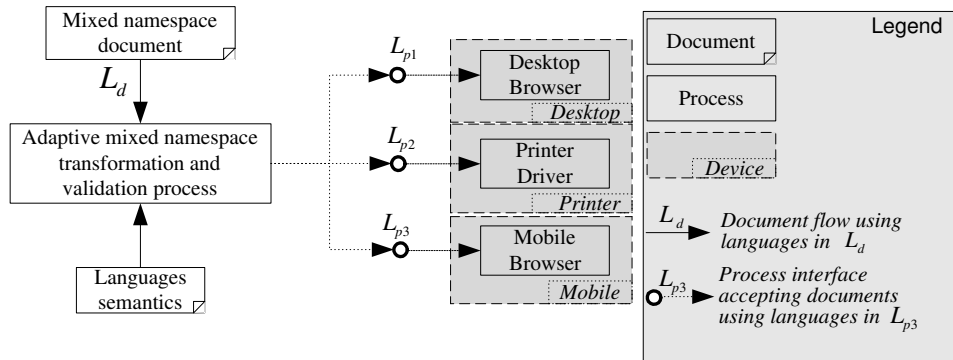 Mixed namespace
document
L_d
Adaptive mixed namespace
transformation and
validation process
Languages
semantics
L_p1
Desktop
Browser
Desktop
L_p2
Printer
Driver
Printer
L_p3
Mobile
Browser
Mobile
Legend
Document
Process
Device
L_d
Document flow using
languages in L_d
L_p3
Process interface
accepting documents
using languages in L_p3